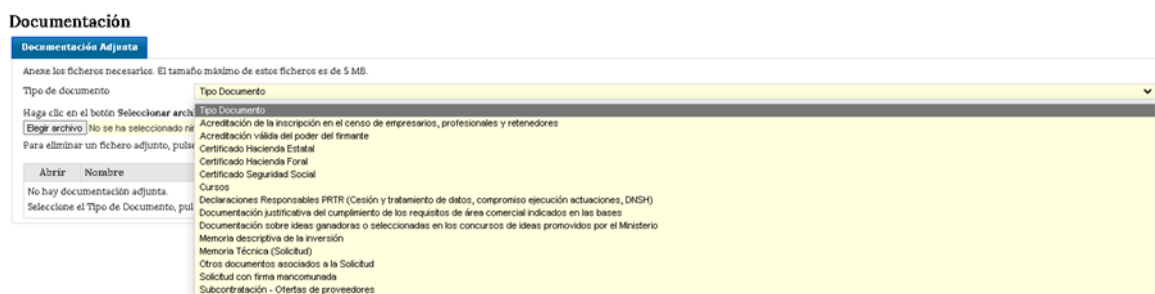 Documentación
Documentación Adjunta
Anexe los ficheros necesarios. El tamaño máximo de estos ficheros es de 5 MB.
Tipo de documento
Tipo Documento
Haga clic en el botón Seleccionar arch
Elegir archivo No se ha seleccionado nin
Para eliminar un fichero adjunto, pulse
Abrir Nombre
No hay documentación adjunta.
Seleccione el Tipo de Documento, pul
Tipo Documento
Acreditación de la inscripción en el censo de empresarios, profesionales y retenedores
Acreditación válida del poder del firmante
Certificado Hacienda Estatal
Certificado Hacienda Foral
Certificado Seguridad Social
Cursos
Declaraciones Responsables PRTR (Cesión y tratamiento de datos, compromiso ejecución actuaciones, DNSH)
Documentación justificativa del cumplimiento de los requisitos de área comercial indicados en las bases
Documentación sobre ideas ganadoras o seleccionadas en los concursos de ideas promovidos por el Ministerio
Memoria descriptiva de la inversión
Memoria Técnica (Solicitud)
Otros documentos asociados a la Solicitud
Solicitud con firma mancomunada
Subcontratación - Ofertas de proveedores